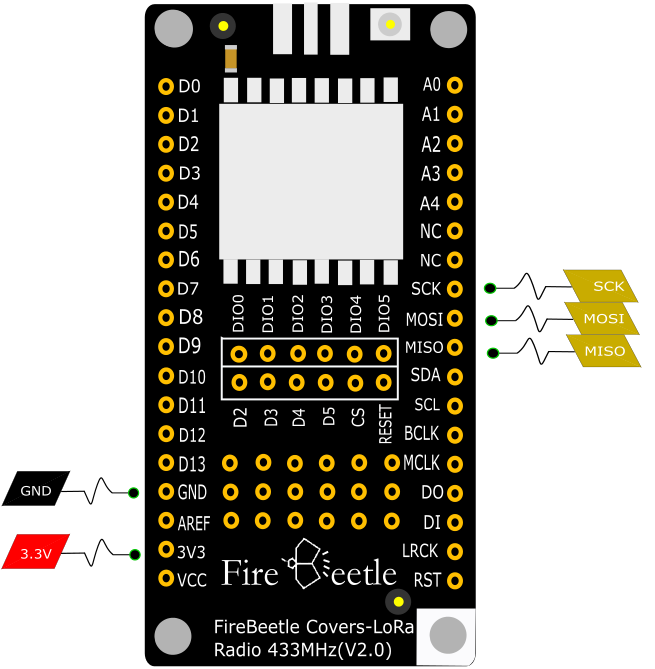 D0
D1
D2
D3
D4
D5
D6
D7
D8
D9
D10
D11
D12
D13
GND
AREF
3V3
VCC
A0
A1
A2
A3
A4
NC
NC
SCK
MOSI
MISO
SDA
SCL
BCLK
MCLK
DO
DI
LRCK
RST
DIO0 DIO1 DIO2 DIO3 DIO4 DIO5
D2 D3 D4 D5 CS RESET
SCK
MOSI
MISO
GND
3.3V
Fire Beetle
FireBeetle Covers-LoRa
Radio 433MHz(V2.0)